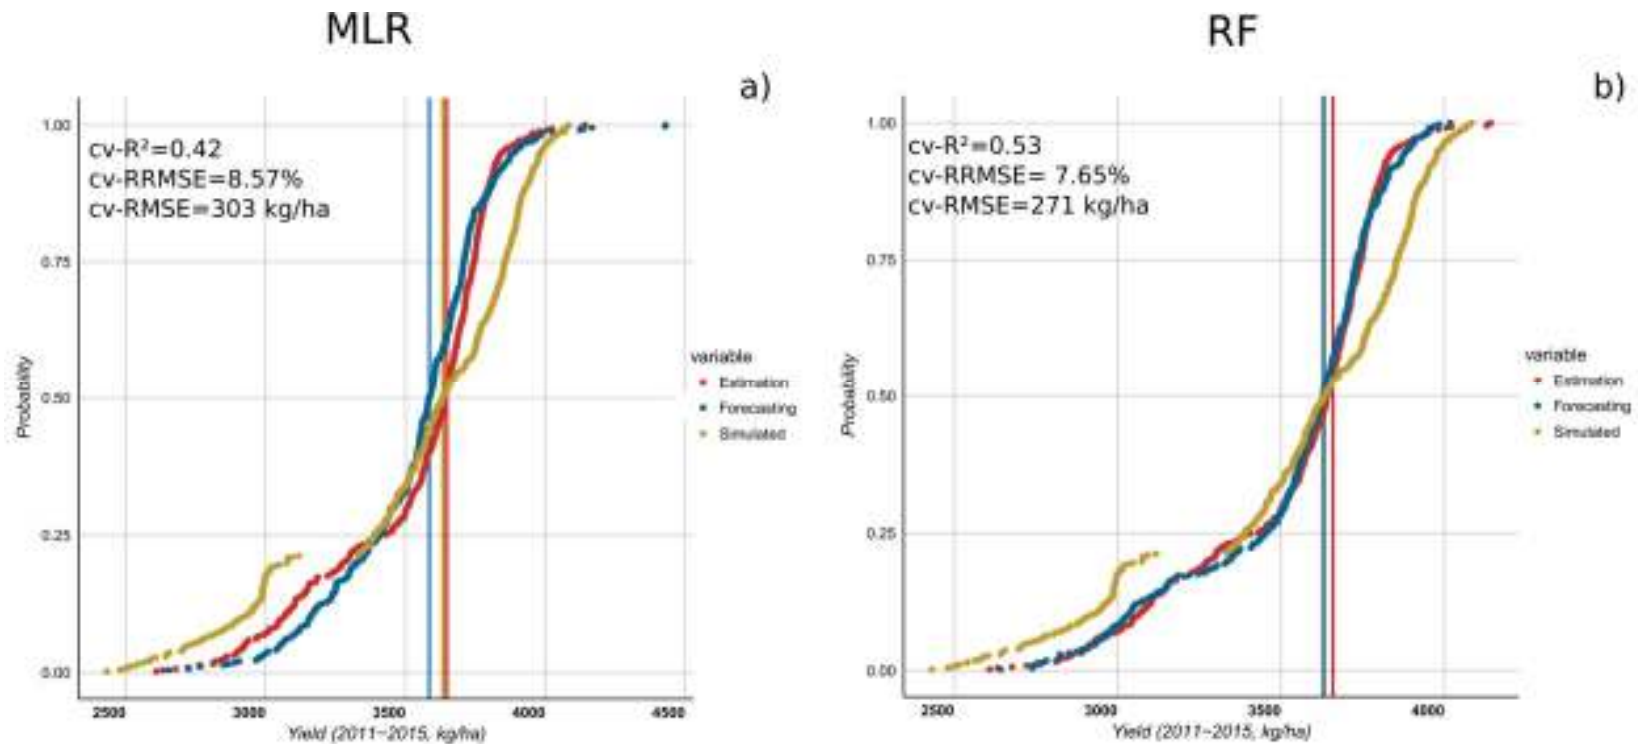 MLR
a)
cv-R²=0.42
cv-RRMSE=8.57%
cv-RMSE=303 kg/ha
1.00
0.75
0.50
0.25
0.00
Probability
2500 3000 3500 4000 4500
Yield (2011−2015, kg/ha)
variable
Estimation
Forecasting
Simulated
RF
b)
cv-R²=0.53
cv-RRMSE= 7.65%
cv-RMSE=271 kg/ha
1.00
0.75
0.50
0.25
0.00
Probability
2500 3000 3500 4000
Yield (2011−2015, kg/ha)
variable
Estimation
Forecasting
Simulated